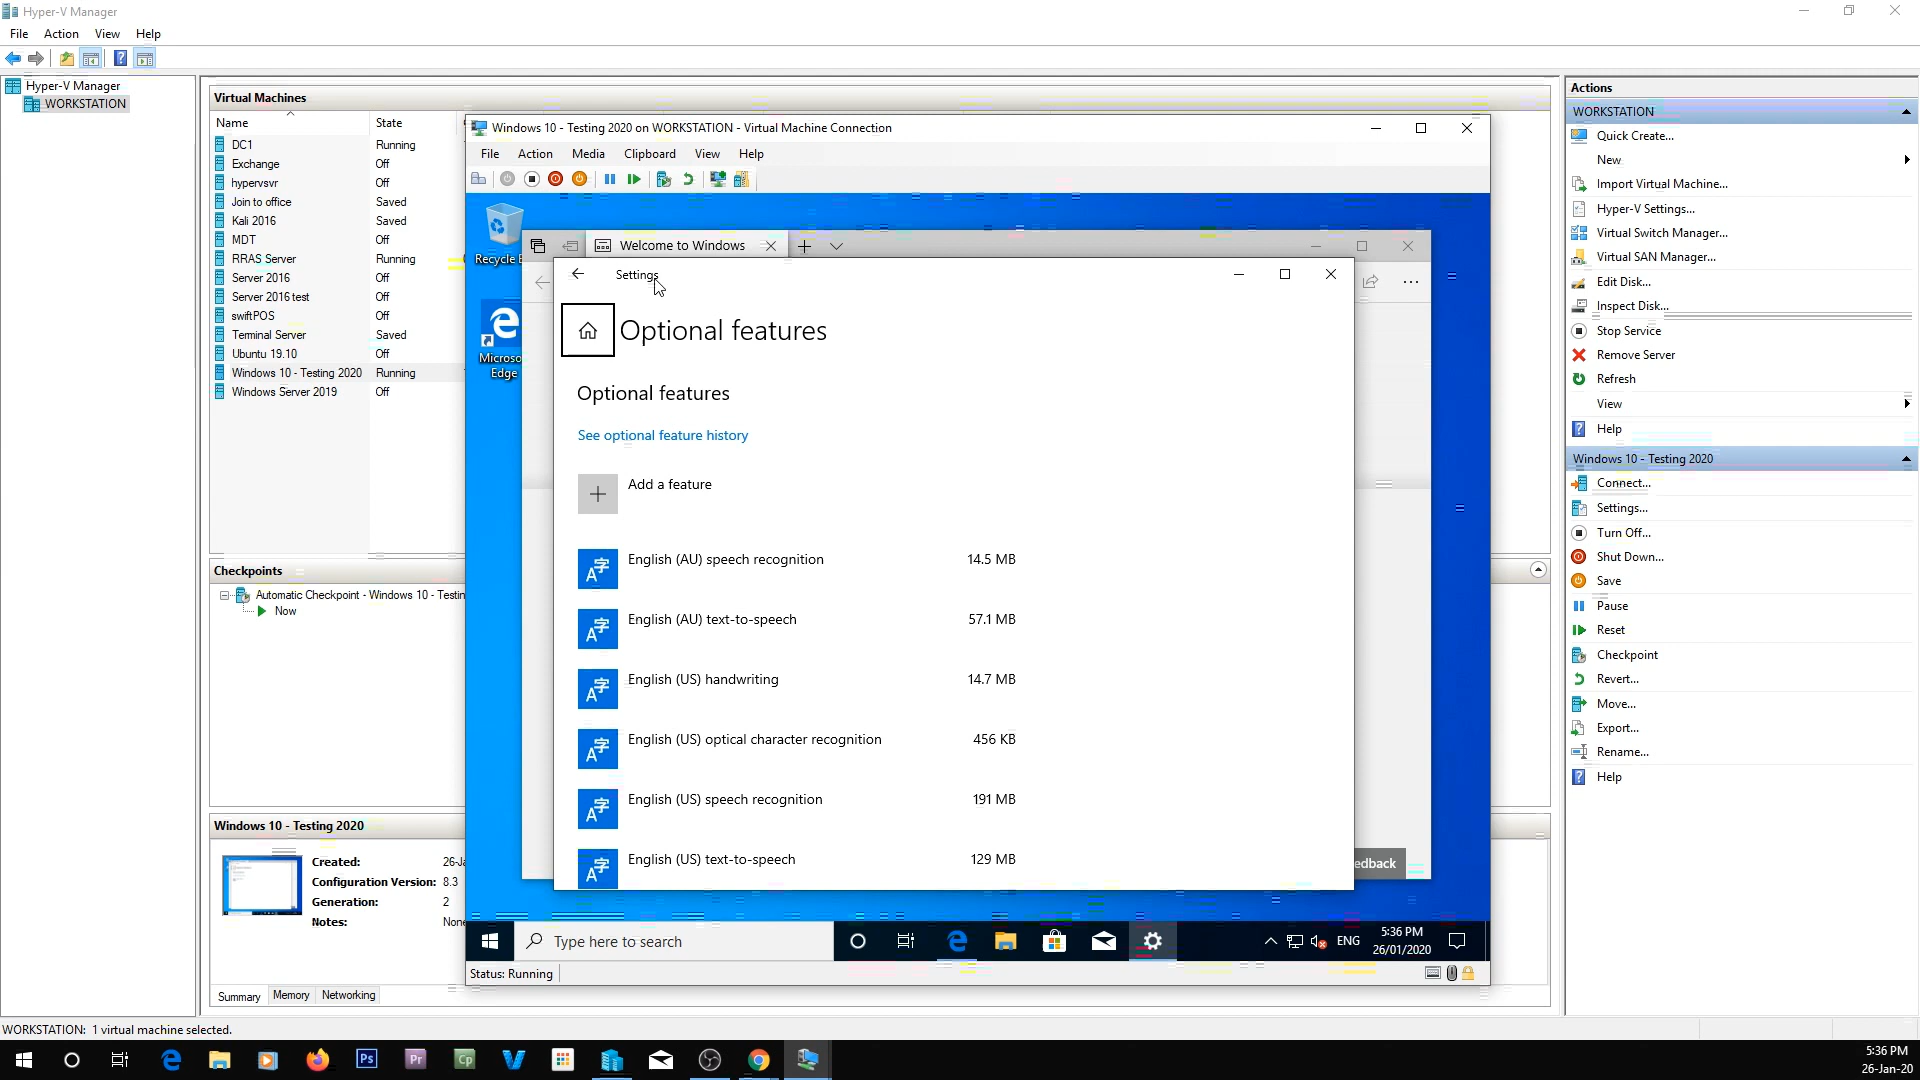 Hyper-V Manager
File Action View Help
Hyper-V Manager
WORKSTATION
Virtual Machines
Name State
DC1 Running
Exchange Off
hypervsvr Off
Join to office Saved
Kali 2016 Saved
MDT Off
RRAS Server Running
Server 2016 Off
Server 2016 test Off
swiftPOS Off
Terminal Server Saved
Ubuntu 19.10 Off
Windows 10 - Testing 2020 Running
Windows Server 2019 Off
Checkpoints
Automatic Checkpoint - Windows 10 - Testin
Now
Windows 10 - Testing 2020
Created: 26-Ja
Configuration Version: 8.3
Generation: 2
Notes: None
Summary Memory Networking
Windows 10 - Testing 2020 on WORKSTATION - Virtual Machine Connection
File Action Media Clipboard View Help
Recycle B
Microso
Edge
Welcome to Windows
Settings
Optional features
Optional features
See optional feature history
Add a feature
English (AU) speech recognition 14.5 MB
English (AU) text-to-speech 57.1 MB
English (US) handwriting 14.7 MB
English (US) optical character recognition 456 KB
English (US) speech recognition 191 MB
English (US) text-to-speech 129 MB
edback
Type here to search
ENG
5:36 PM
26/01/2020
Status: Running
Actions
WORKSTATION
Quick Create...
New
Import Virtual Machine...
Hyper-V Settings...
Virtual Switch Manager...
Virtual SAN Manager...
Edit Disk...
Inspect Disk...
Stop Service
Remove Server
Refresh
View
Help
Windows 10 - Testing 2020
Connect...
Settings...
Turn Off...
Shut Down...
Save
Pause
Reset
Checkpoint
Revert...
Move...
Export...
Rename...
Help
WORKSTATION: 1 virtual machine selected.
Ps
Pr
Cp
5:36 PM
26-Jan-20